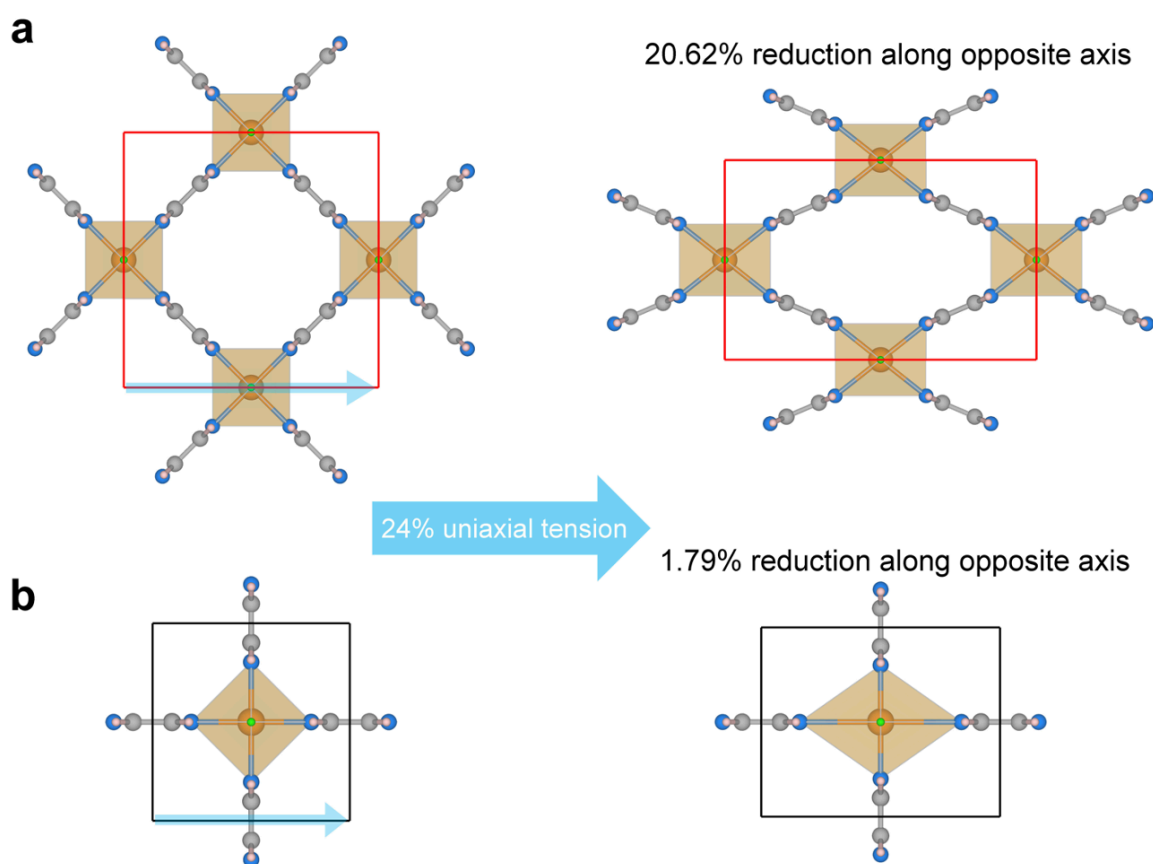 a
20.62% reduction along opposite axis
24% uniaxial tension
1.79% reduction along opposite axis
b